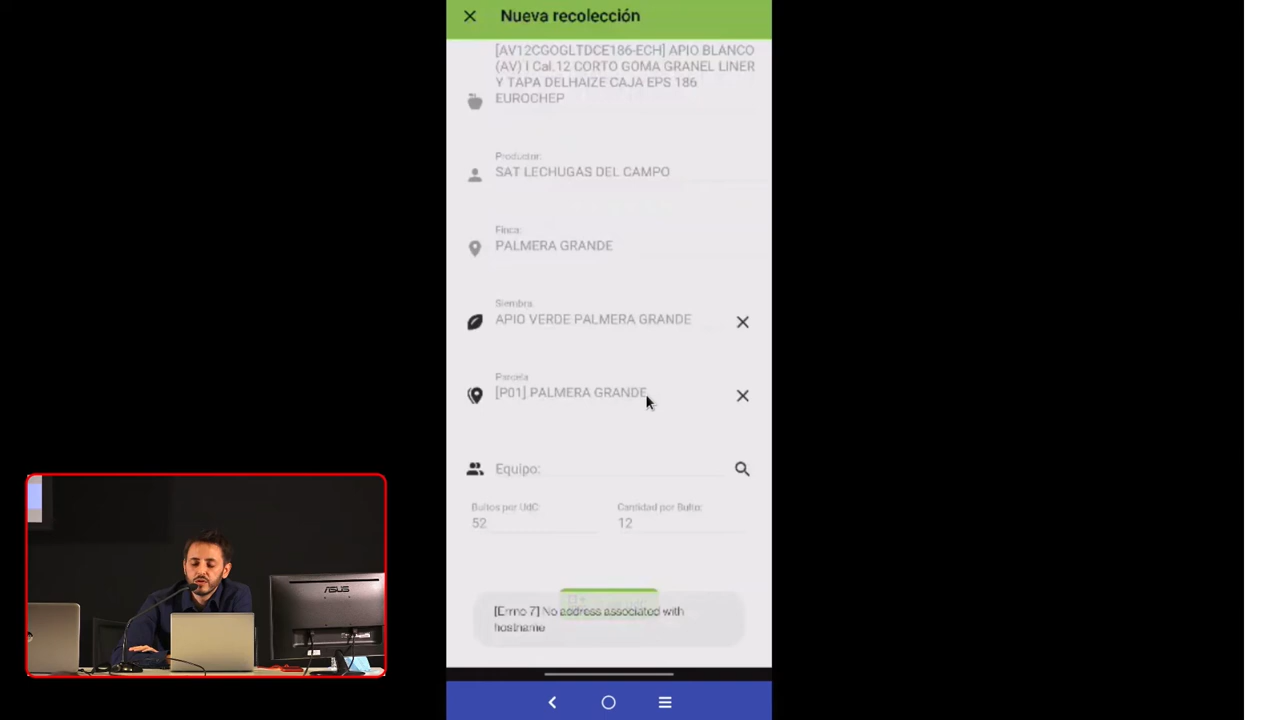 Nueva recolección
[AV12CGOGLTDCE186-ECH] APIO BLANCO
(AV) I Cal.12 CORTO GOMA GRANEL LINER
Y TAPA DELHAIZE CAJA EPS 186
EUROCHEP
Productor:
SAT LECHUGAS DEL CAMPO
Finca:
PALMERA GRANDE
Siembra
APIO VERDE PALMERA GRANDE
Parcela
[P01] PALMERA GRANDE
Equipo:
Bultos por UdC: Cantidad por Bulto:
52 12
[Errno 7] No address associated with
hostname
ASUS